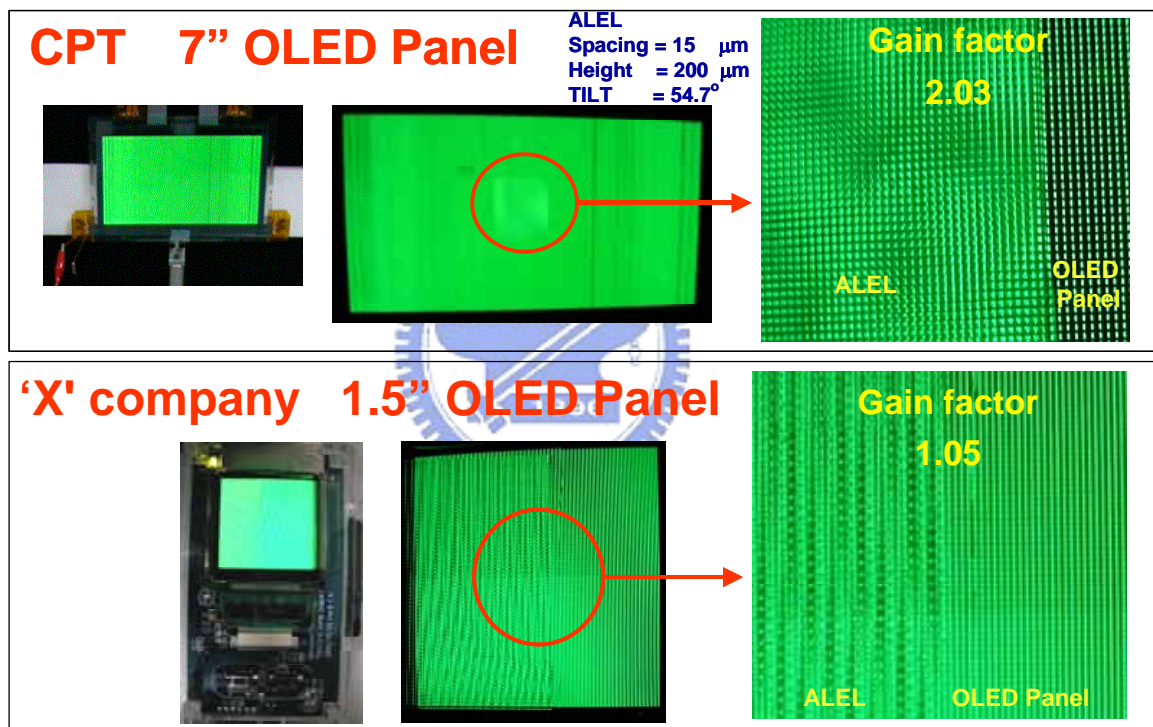 CPT 7” OLED Panel
ALEL
Spacing = 15 μm
Height = 200 μm
TILT = 54.7°
Gain factor
2.03
ALEL
OLED
Panel
‘X' company 1.5” OLED Panel
Gain factor
1.05
ALEL OLED Panel